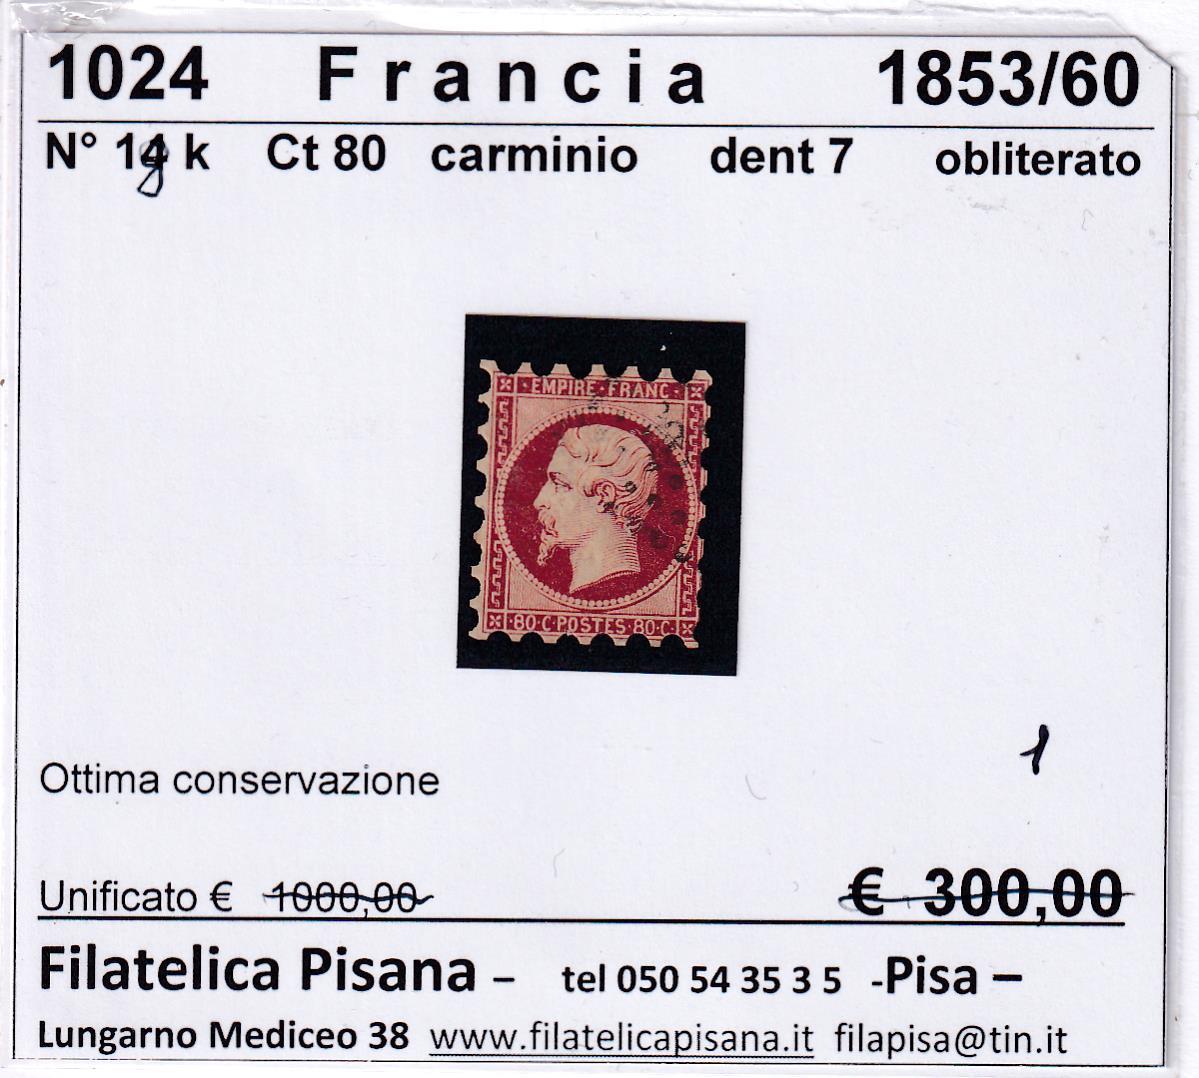 1024 Francia 1853/60
N° 14 k Ct 80 carminio dent 7 obliterato
EMPIRE · FRANC ·
· 80 · C · POSTES · 80 · C ·
1
Ottima conservazione
Unificato € 1000,00 € 300,00
Filatelica Pisana – tel 050 54 35 3 5 -Pisa –
Lungarno Mediceo 38 www.filatelicapisana.it filapisa@tin.it